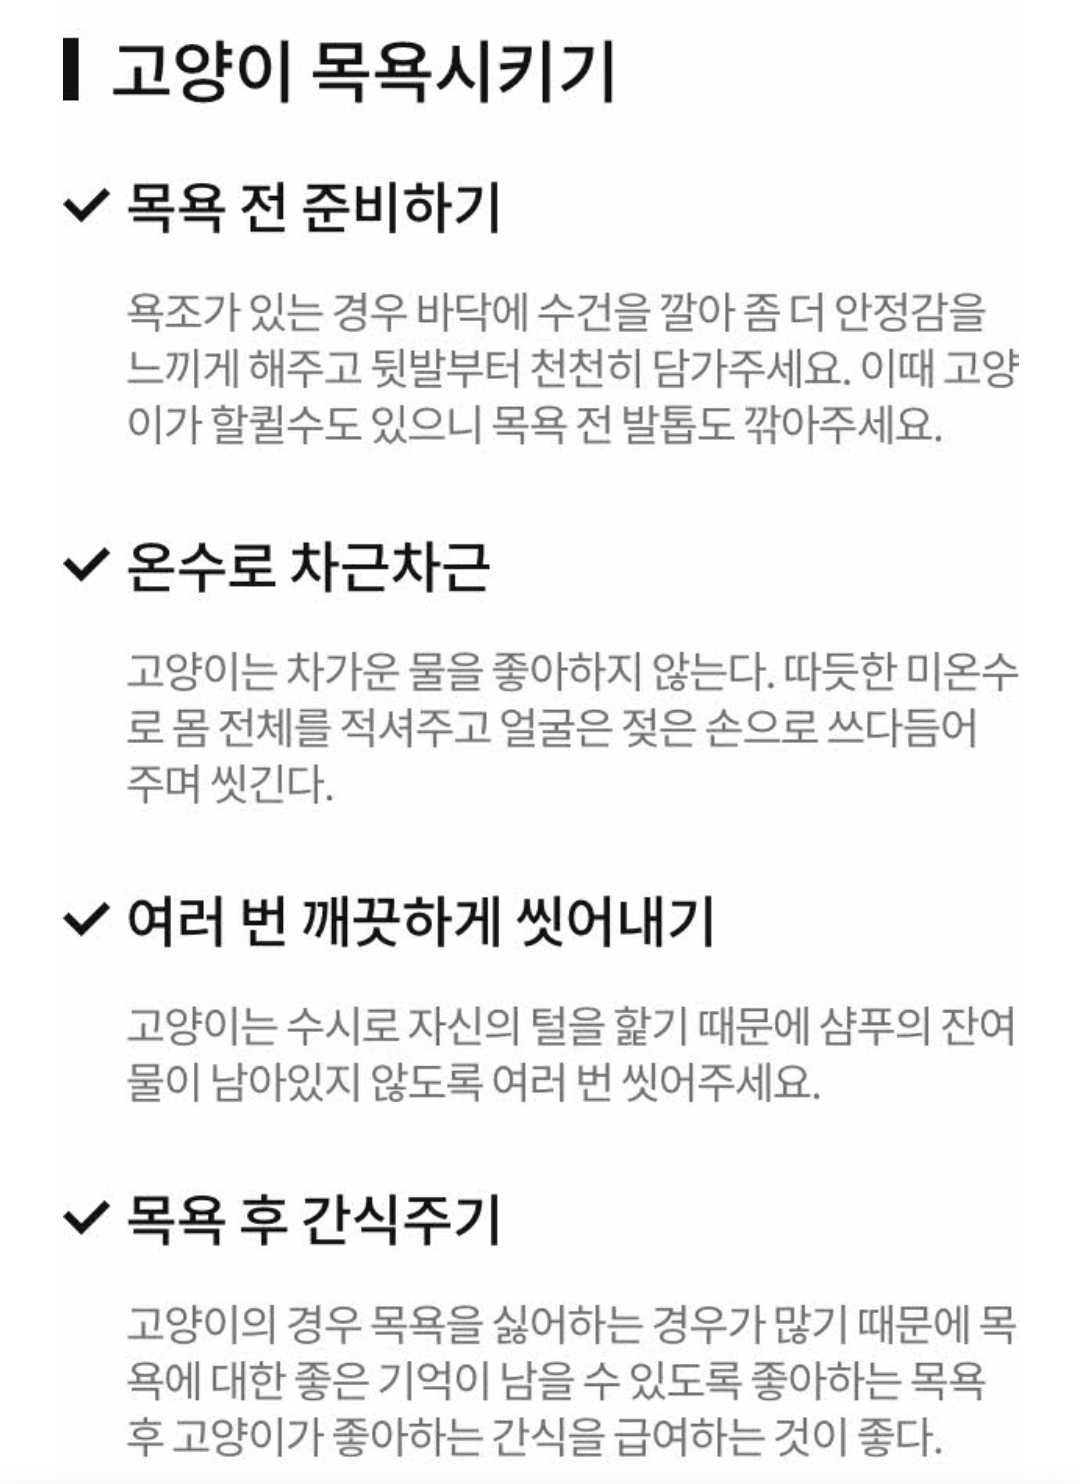 고양이 목욕시키기
목욕 전 준비하기
욕조가 있는 경우 바닥에 수건을 깔아 좀 더 안정감을
느끼게 해주고 뒷발부터 천천히 담가주세요. 이때 고양
이가 할퀼수도 있으니 목욕 전 발톱도 깎아주세요.
온수로 차근차근
고양이는 차가운 물을 좋아하지 않는다. 따듯한 미온수
로 몸 전체를 적셔주고 얼굴은 젖은 손으로 쓰다듬어
주며 씻긴다.
여러 번 깨끗하게 씻어내기
고양이는 수시로 자신의 털을 핥기 때문에 샴푸의 잔여
물이 남아있지 않도록 여러 번 씻어주세요.
목욕 후 간식주기
고양이의 경우 목욕을 싫어하는 경우가 많기 때문에 목
욕에 대한 좋은 기억이 남을 수 있도록 좋아하는 목욕
후 고양이가 좋아하는 간식을 급여하는 것이 좋다.